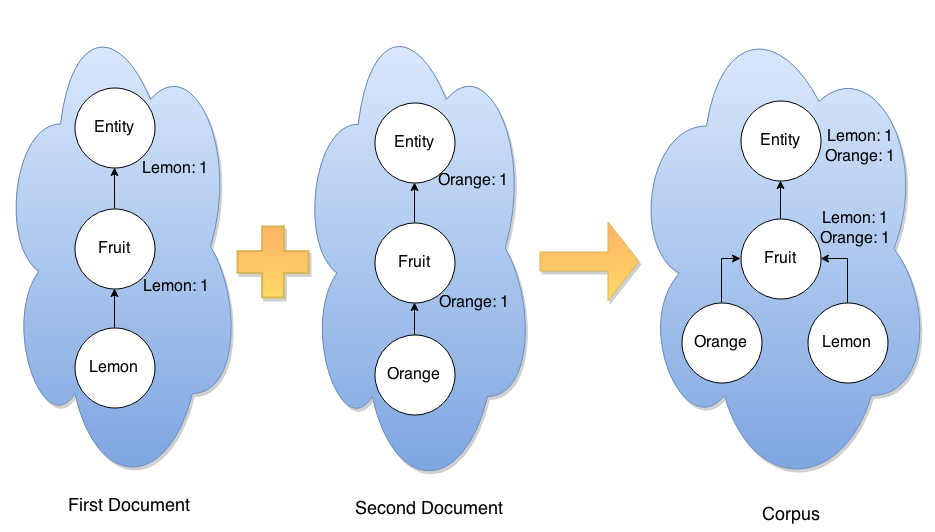 Entity
Lemon: 1
Fruit
Lemon: 1
Lemon
First Document
Entity
Orange: 1
Fruit
Orange: 1
Orange
Second Document
Entity
Lemon: 1
Orange: 1
Lemon: 1
Orange: 1
Fruit
Orange
Lemon
Corpus